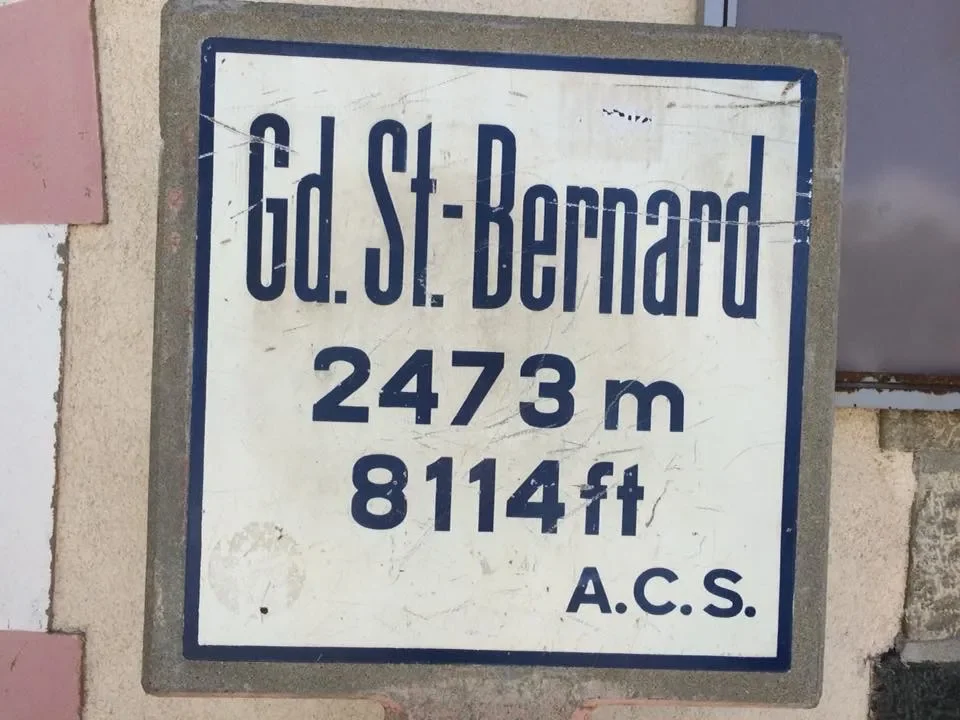 Gd. St.-Bernard
2473 m
8114 ft
A.C.S.